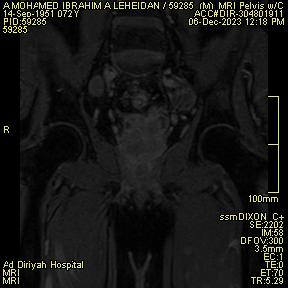 A MOHAMED IBRAHIM A LEHEIDAN / 59285 (M) MRI Pelvis w/C
14-Sep-1951 072Y ACC#DIR-304801911
PID:59285 06-Dec-2023 12:18 PM
59285
R
100mm
ssmDIXON_C+
SE:2202
IM:58
DFOV:300
3.5mm
Ad Diriyah Hospital EC:1
MRI TE:0
MRI ET:70
TR:5.29